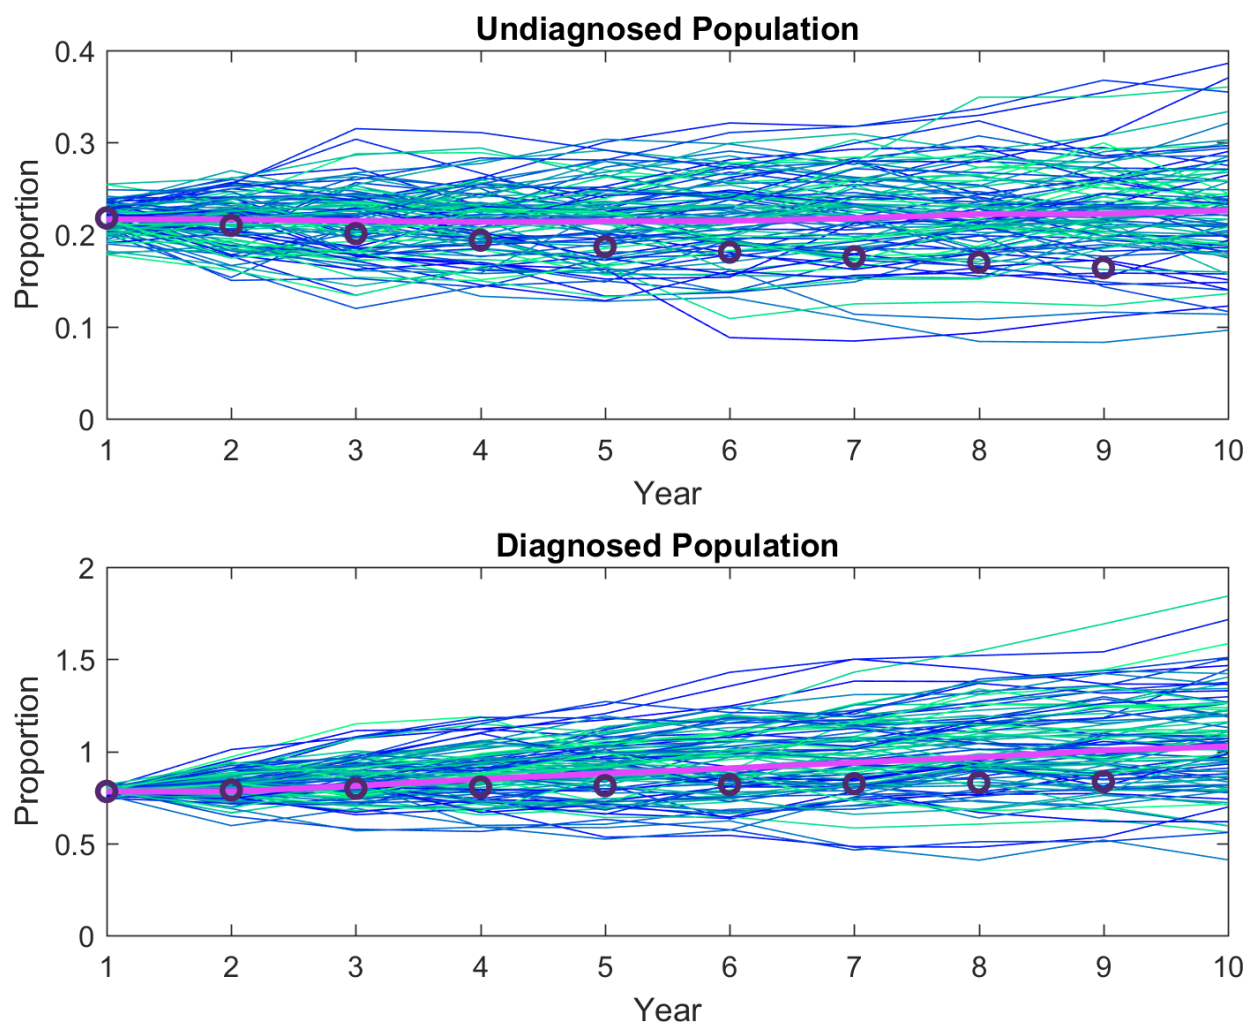 Undiagnosed Population
Proportion
0.4
0.3
0.2
0.1
0
1 2 3 4 5 6 7 8 9 10
Year
Diagnosed Population
Proportion
2
1.5
1
0.5
0
1 2 3 4 5 6 7 8 9 10
Year